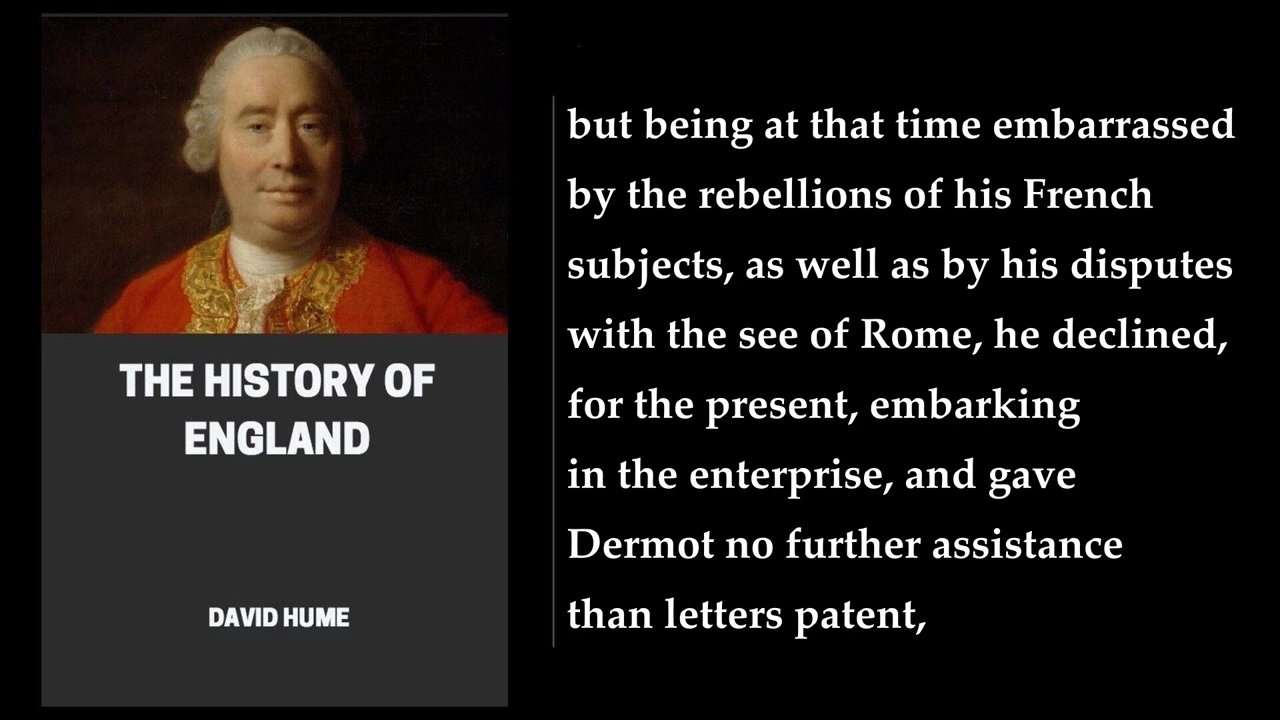 THE HISTORY OF
ENGLAND
DAVID HUME
but being at that time embarrassed
by the rebellions of his French
subjects, as well as by his disputes
with the see of Rome, he declined,
for the present, embarking
in the enterprise, and gave
Dermot no further assistance
than letters patent,